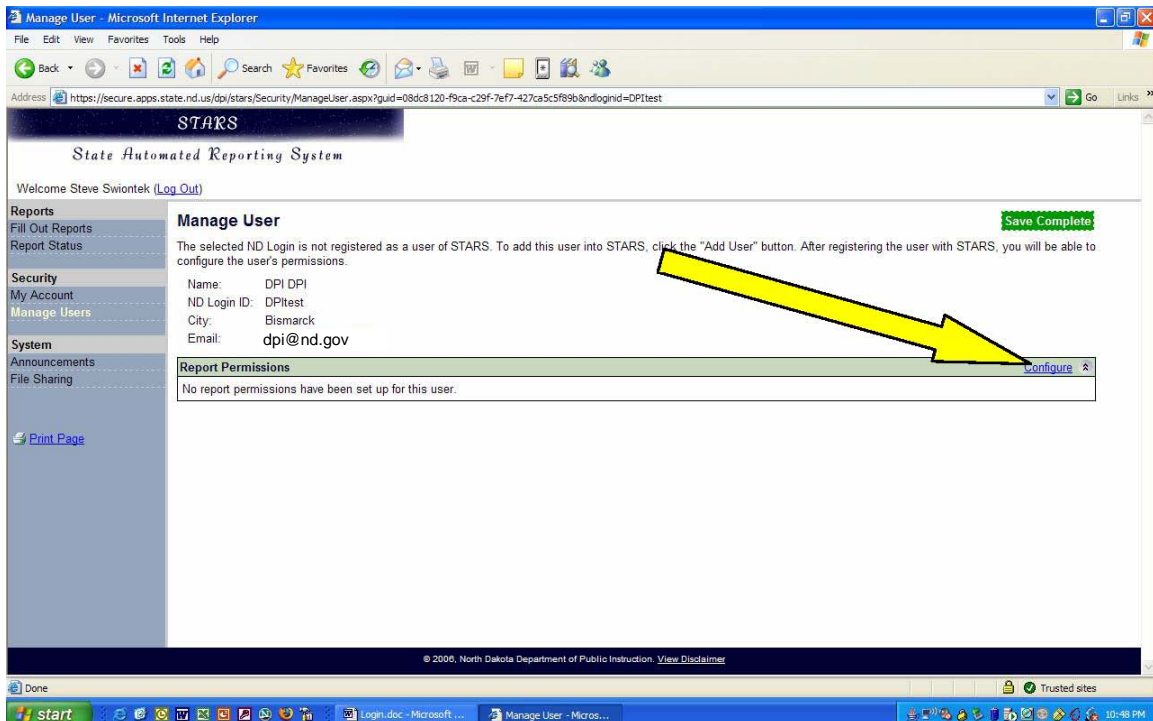 Manage User - Microsoft Internet Explorer
File Edit View Favorites Tools Help
Back Search Favorites
Address https://secure.apps.state.nd.us/dpi/stars/Security/ManageUser.aspx?guid=08dc8120-f9ca-c29f-7ef7-427ca5c5f89b&ndloginid=DPItest Go Links »
STARS
State Automated Reporting System
Welcome Steve Swiontek (Log Out)
Reports
Fill Out Reports
Report Status
Security
My Account
Manage Users
System
Announcements
File Sharing
Print Page
Manage User
Save Complete
The selected ND Login is not registered as a user of STARS. To add this user into STARS, click the "Add User" button. After registering the user with STARS, you will be able to
configure the user's permissions.
Name: DPI DPI
ND Login ID: DPItest
City: Bismarck
Email: dpi@nd.gov
Report Permissions Configure
No report permissions have been set up for this user.
© 2006, North Dakota Department of Public Instruction. View Disclaimer
Done Trusted sites
start Login.doc - Microsoft ... Manage User - Micros... 10:48 PM